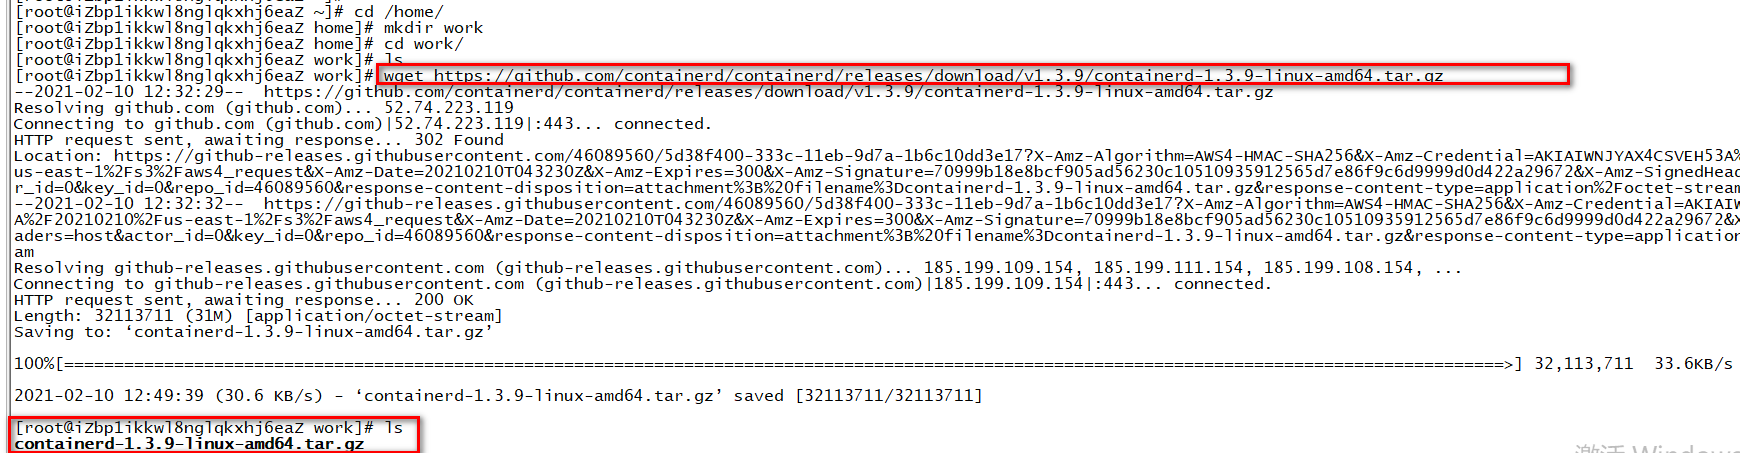 [root@iZbp1ikkwl8nglqkxhj6eaZ ~]# cd /home/
[root@iZbp1ikkwl8nglqkxhj6eaZ home]# mkdir work
[root@iZbp1ikkwl8nglqkxhj6eaZ home]# cd work/
[root@iZbp1ikkwl8nglqkxhj6eaZ work]# ls
[root@iZbp1ikkwl8nglqkxhj6eaZ work]# wget https://github.com/containerd/containerd/releases/download/v1.3.9/containerd-1.3.9-linux-amd64.tar.gz
--2021-02-10 12:32:29--  https://github.com/containerd/containerd/releases/download/v1.3.9/containerd-1.3.9-linux-amd64.tar.gz
Resolving github.com (github.com)... 52.74.223.119
Connecting to github.com (github.com)|52.74.223.119|:443... connected.
HTTP request sent, awaiting response... 302 Found
Location: https://github-releases.githubusercontent.com/46089560/5d38f400-333c-11eb-9d7a-1b6c10dd3e17?X-Amz-Algorithm=AWS4-HMAC-SHA256&X-Amz-Credential=AKIAIWNJYAX4CSVEH53A%
us-east-1%2Fs3%2Faws4_request&X-Amz-Date=20210210T043230Z&X-Amz-Expires=300&X-Amz-Signature=70999b18e8bcf905ad56230c10510935912565d7e86f9c6d9999d0d422a29672&X-Amz-SignedHead
r_id=0&key_id=0&repo_id=46089560&response-content-disposition=attachment%3B%20filename%3Dcontainerd-1.3.9-linux-amd64.tar.gz&response-content-type=application%2Foctet-stream
--2021-02-10 12:32:32--  https://github-releases.githubusercontent.com/46089560/5d38f400-333c-11eb-9d7a-1b6c10dd3e17?X-Amz-Algorithm=AWS4-HMAC-SHA256&X-Amz-Credential=AKIAI
A%2F20210210%2Fus-east-1%2Fs3%2Faws4_request&X-Amz-Date=20210210T043230Z&X-Amz-Expires=300&X-Amz-Signature=70999b18e8bcf905ad56230c10510935912565d7e86f9c6d9999d0d422a29672&X
aders=host&actor_id=0&key_id=0&repo_id=46089560&response-content-disposition=attachment%3B%20filename%3Dcontainerd-1.3.9-linux-amd64.tar.gz&response-content-type=application
am
Resolving github-releases.githubusercontent.com (github-releases.githubusercontent.com)... 185.199.109.154, 185.199.111.154, 185.199.108.154, ...
Connecting to github-releases.githubusercontent.com (github-releases.githubusercontent.com)|185.199.109.154|:443... connected.
HTTP request sent, awaiting response... 200 OK
Length: 32113711 (31M) [application/octet-stream]
Saving to: ‘containerd-1.3.9-linux-amd64.tar.gz’
100%[================================================================================================================================================>] 32,113,711  33.6KB/s
2021-02-10 12:49:39 (30.6 KB/s) - ‘containerd-1.3.9-linux-amd64.tar.gz’ saved [32113711/32113711]
[root@iZbp1ikkwl8nglqkxhj6eaZ work]# ls
containerd-1.3.9-linux-amd64.tar.gz
激活 Windows